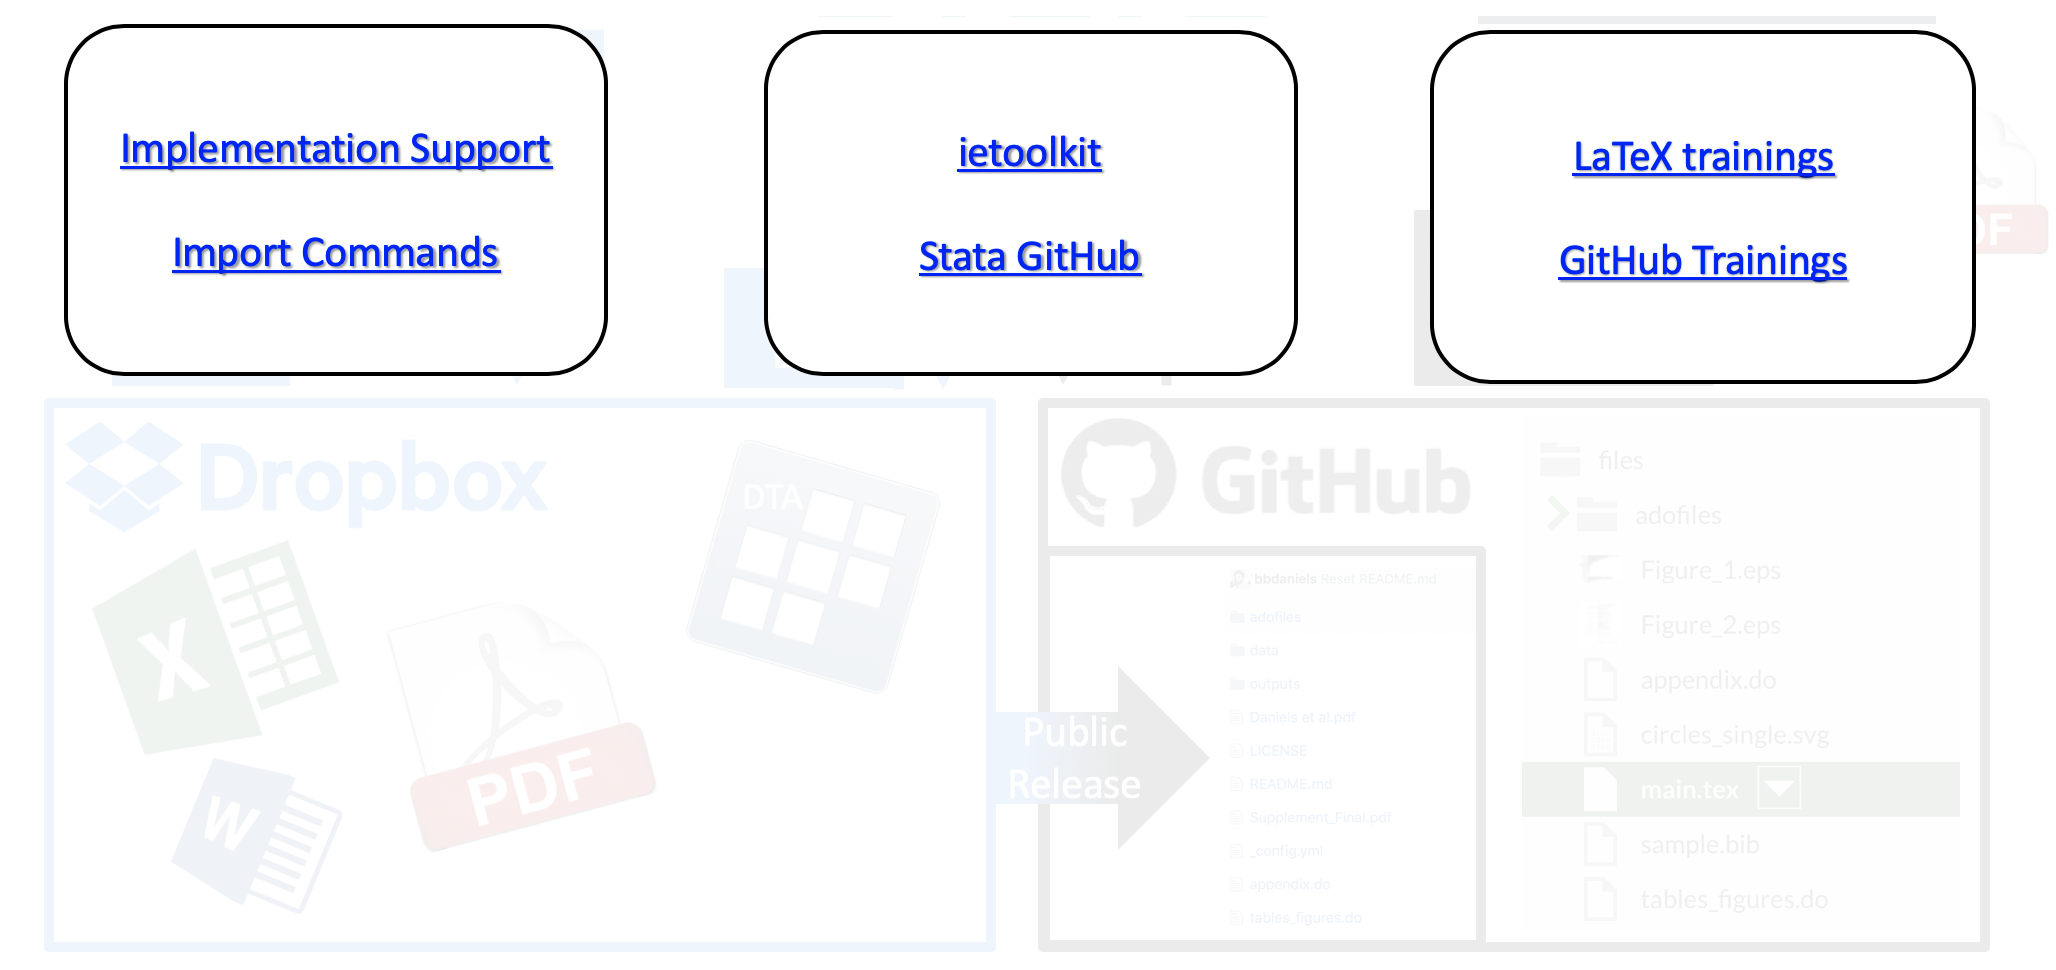 Implementation Support
Import Commands
ietoolkit
Stata GitHub
LaTeX trainings
GitHub Trainings
DF
Dropbox
DTA
X
PDF
W
Public
Release
GitHub
bbdaniels Reset README.md
adofiles
data
outputs
Daniels et al.pdf
LICENSE
README.md
Supplement_Final.pdf
_config.yml
appendix.do
tables_figures.do
files
adofiles
Figure_1.eps
Figure_2.eps
appendix.do
circles_single.svg
main.tex
sample.bib
tables_figures.do